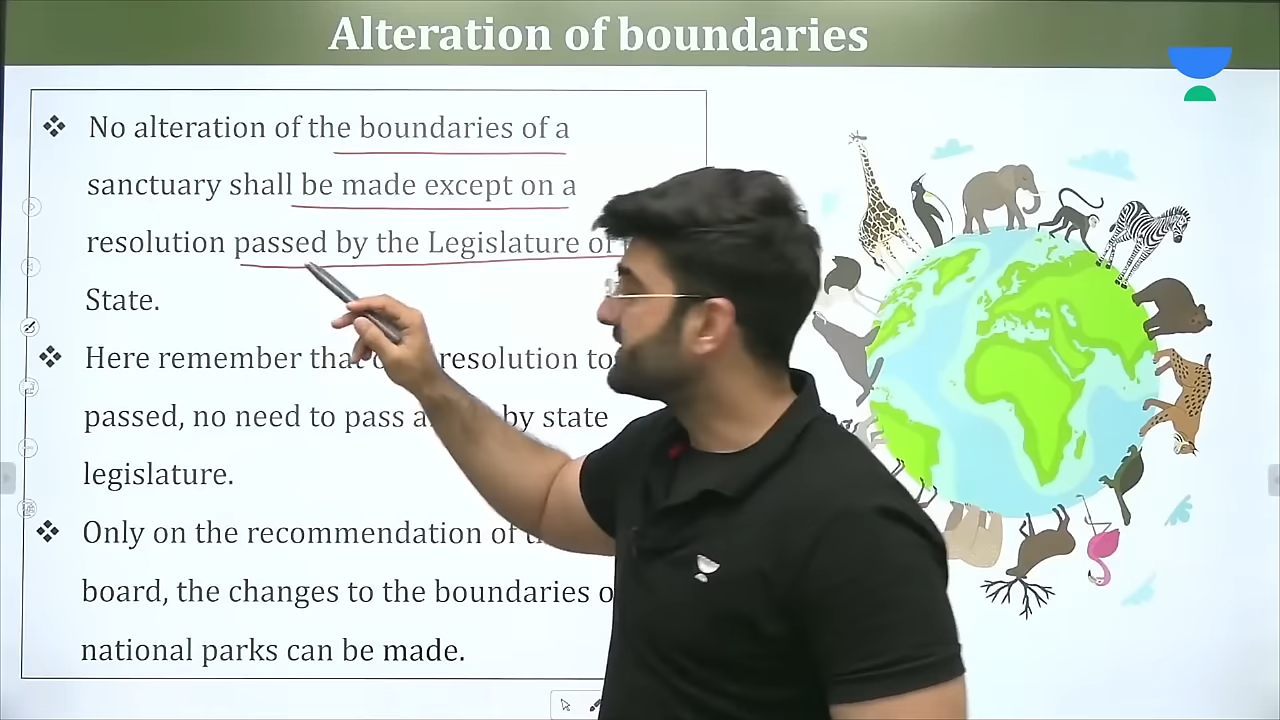 Alteration of boundaries
No alteration of the boundaries of a
sanctuary shall be made except on a
resolution passed by the Legislature of
State.
Here remember that resolution to
passed, no need to pass by state
legislature.
Only on the recommendation of
board, the changes to the boundaries
national parks can be made.